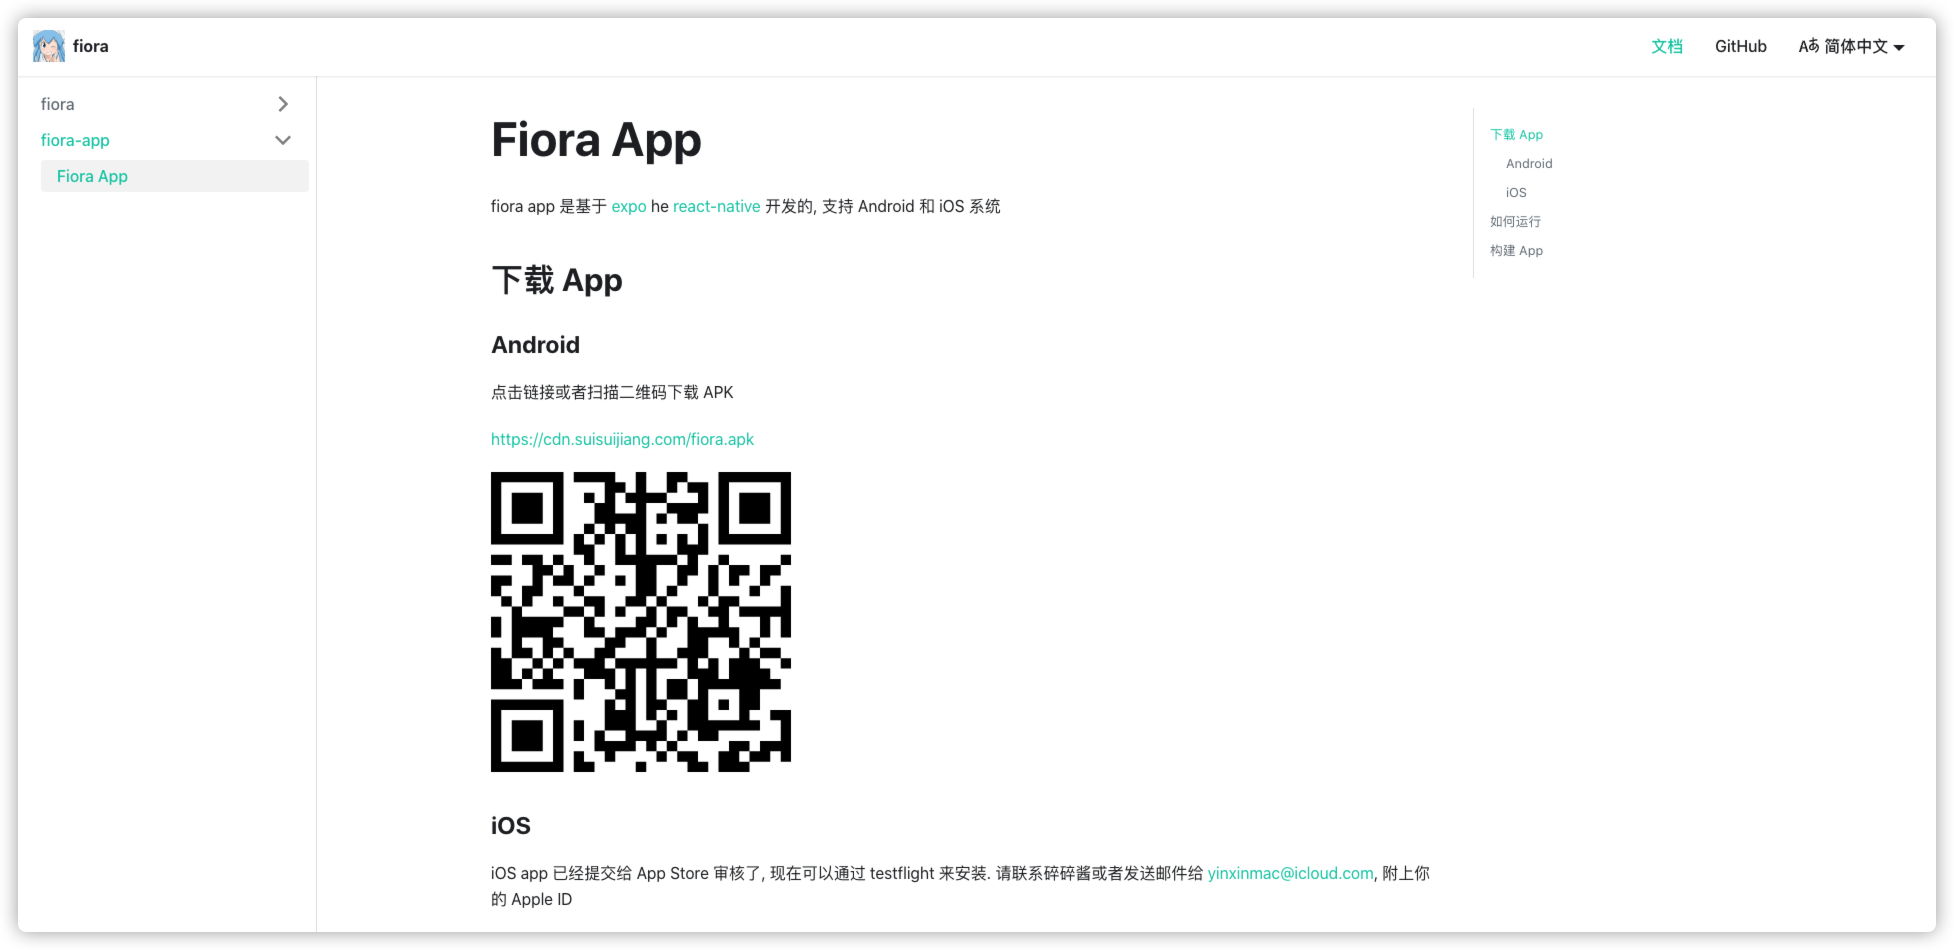 fiora
文档
GitHub
简体中文
fiora
fiora-app
Fiora App
Fiora App
fiora app 是基于 expo he react-native 开发的, 支持 Android 和 iOS 系统
下载 App
Android
点击链接或者扫描二维码下载 APK
https://cdn.suisuijiang.com/fiora.apk
iOS
iOS app 已经提交给 App Store 审核了, 现在可以通过 testflight 来安装. 请联系碎碎酱或者发送邮件给 yinxinmac@icloud.com, 附上你
的 Apple ID
下载 App
Android
iOS
如何运行
构建 App